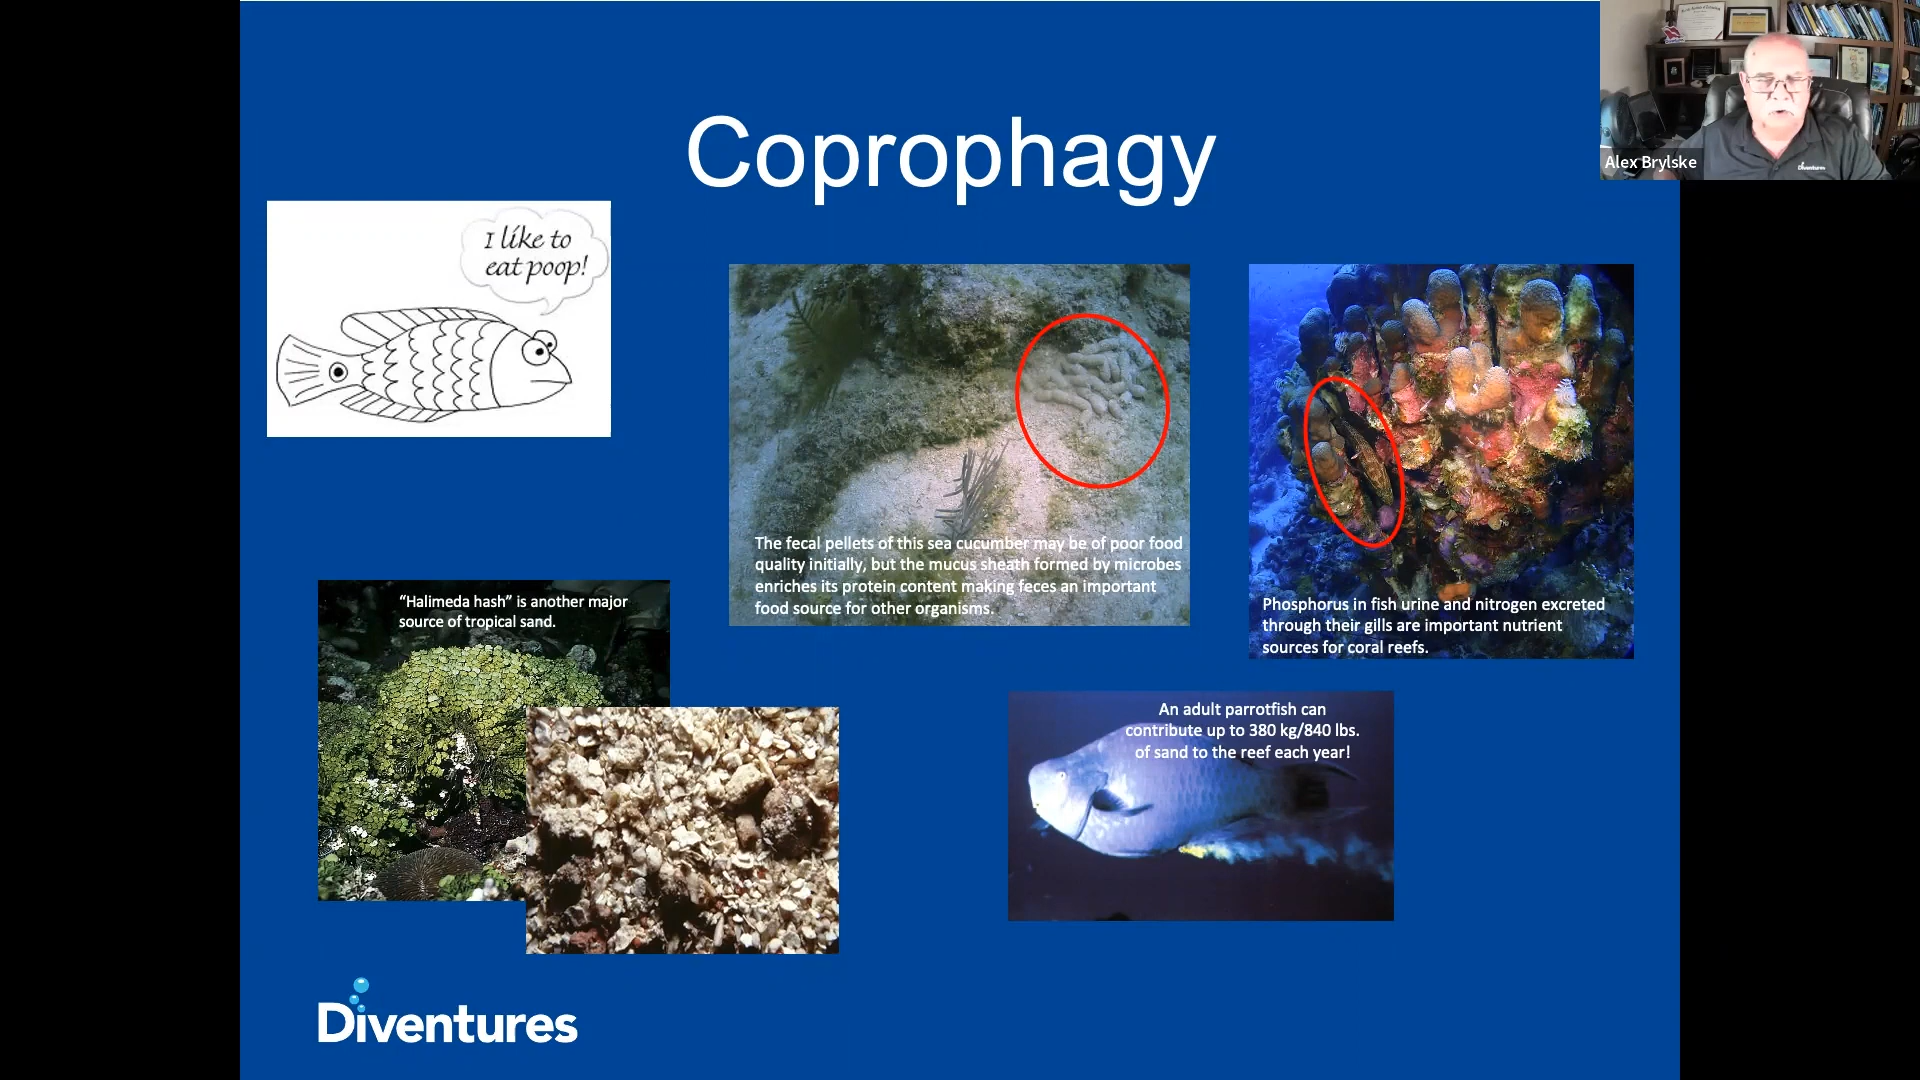 Coprophagy
Alex Brylske
Diventures
I like to
eat poop!
The fecal pellets of this sea cucumber may be of poor food
quality initially, but the mucus sheath formed by microbes
enriches its protein content making feces an important
food source for other organisms.
Phosphorus in fish urine and nitrogen excreted
through their gills are important nutrient
sources for coral reefs.
“Halimeda hash” is another major
source of tropical sand.
An adult parrotfish can
contribute up to 380 kg/840 lbs.
of sand to the reef each year!
Diventures